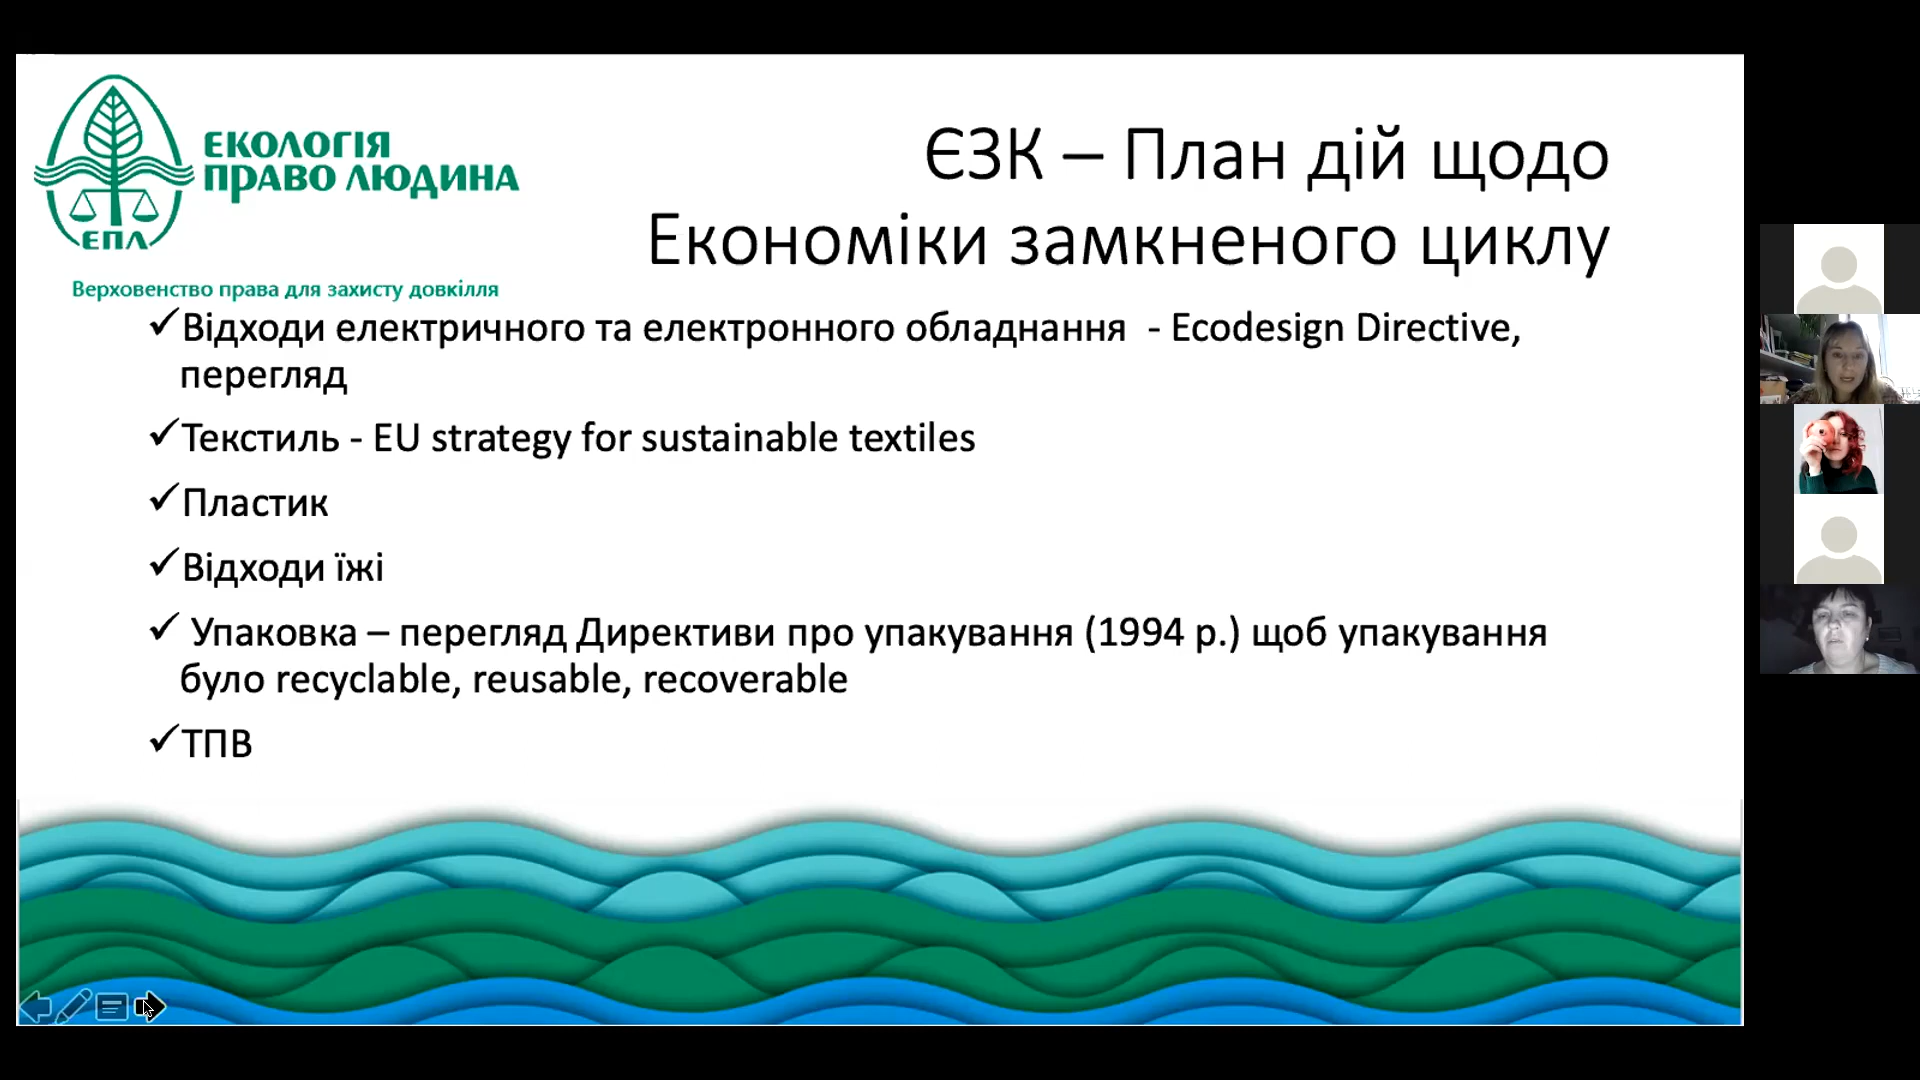 ЕКОЛОГІЯ
ПРАВО ЛЮДИНА
ЕПЛ
Верховенство права для захисту довкілля
ЄЗК – План дій щодо
Економіки замкненого циклу
✓Відходи електричного та електронного обладнання - Ecodesign Directive,
перегляд
✓Текстиль - EU strategy for sustainable textiles
✓Пластик
✓Відходи їжі
✓ Упаковка – перегляд Директиви про упакування (1994 р.) щоб упакування
було recyclable, reusable, recoverable
✓ТПВ